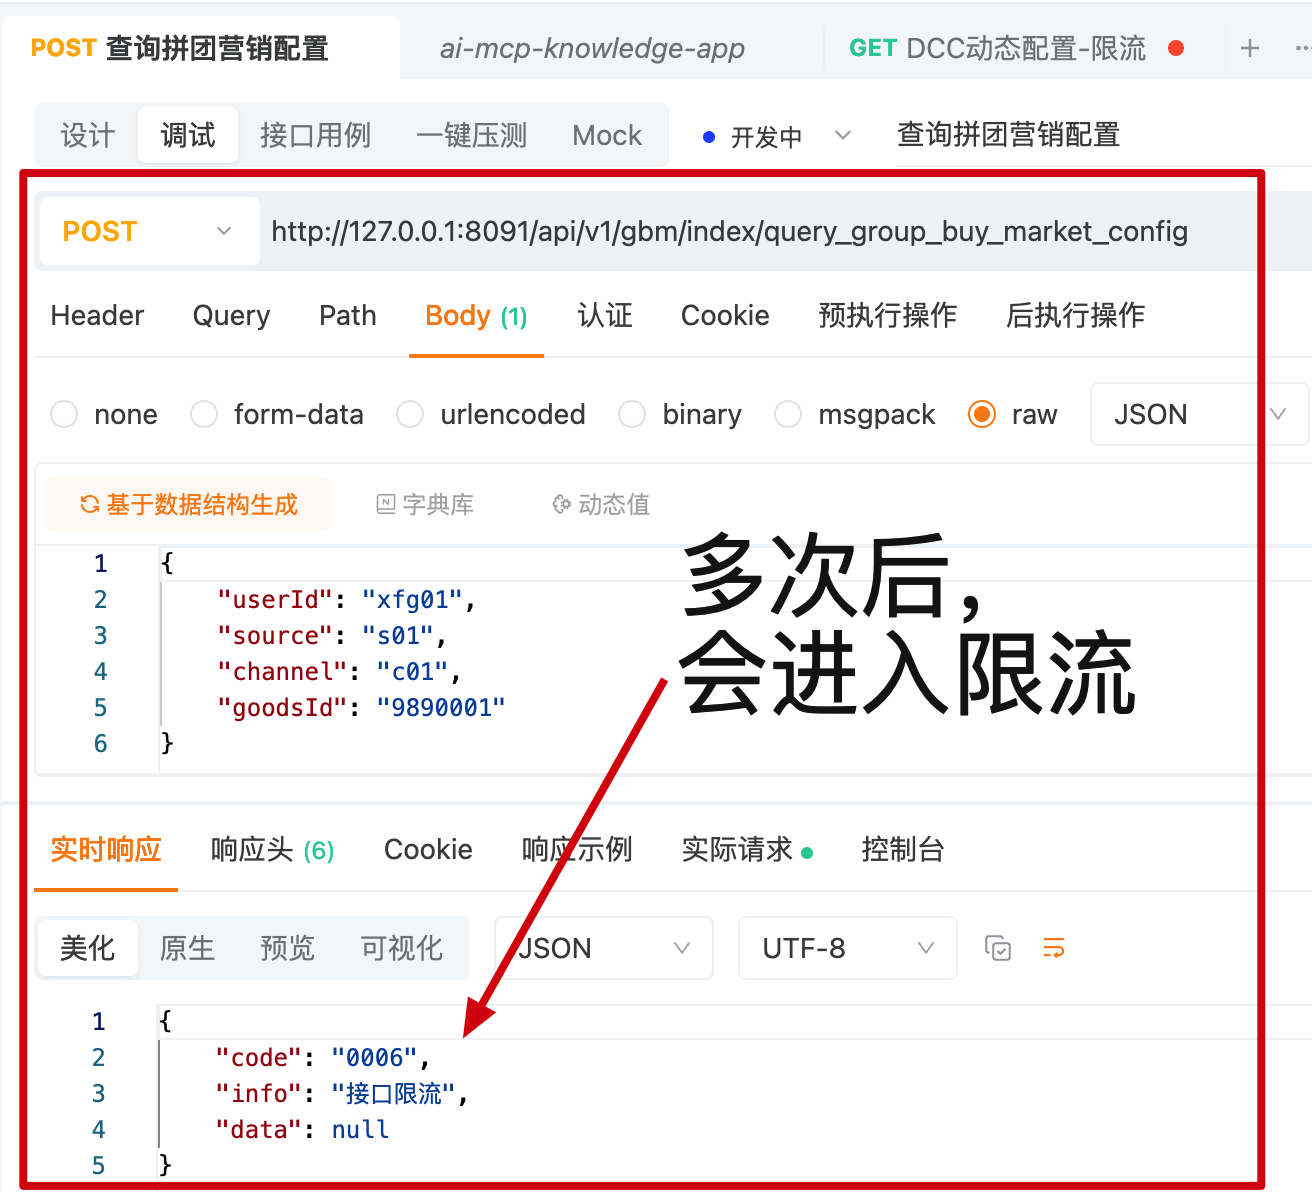 POST 查询拼团营销配置 ai-mcp-knowledge-app GET DCC动态配置-限流
设计 调试 接口用例 一键压测 Mock 开发中 查询拼团营销配置
POST http://127.0.0.1:8091/api/v1/gbm/index/query_group_buy_market_config
Header Query Path Body (1) 认证 Cookie 预执行操作 后执行操作
none form-data urlencoded binary msgpack raw JSON
基于数据结构生成 字典库 动态值
1 {
2 "userId": "xfg01",
3 "source": "s01",
4 "channel": "c01",
5 "goodsId": "9890001"
6 }
多次后，
会进入限流
实时响应 响应头 (6) Cookie 响应示例 实际请求 控制台
美化 原生 预览 可视化 JSON UTF-8
1 {
2 "code": "0006",
3 "info": "接口限流",
4 "data": null
5 }